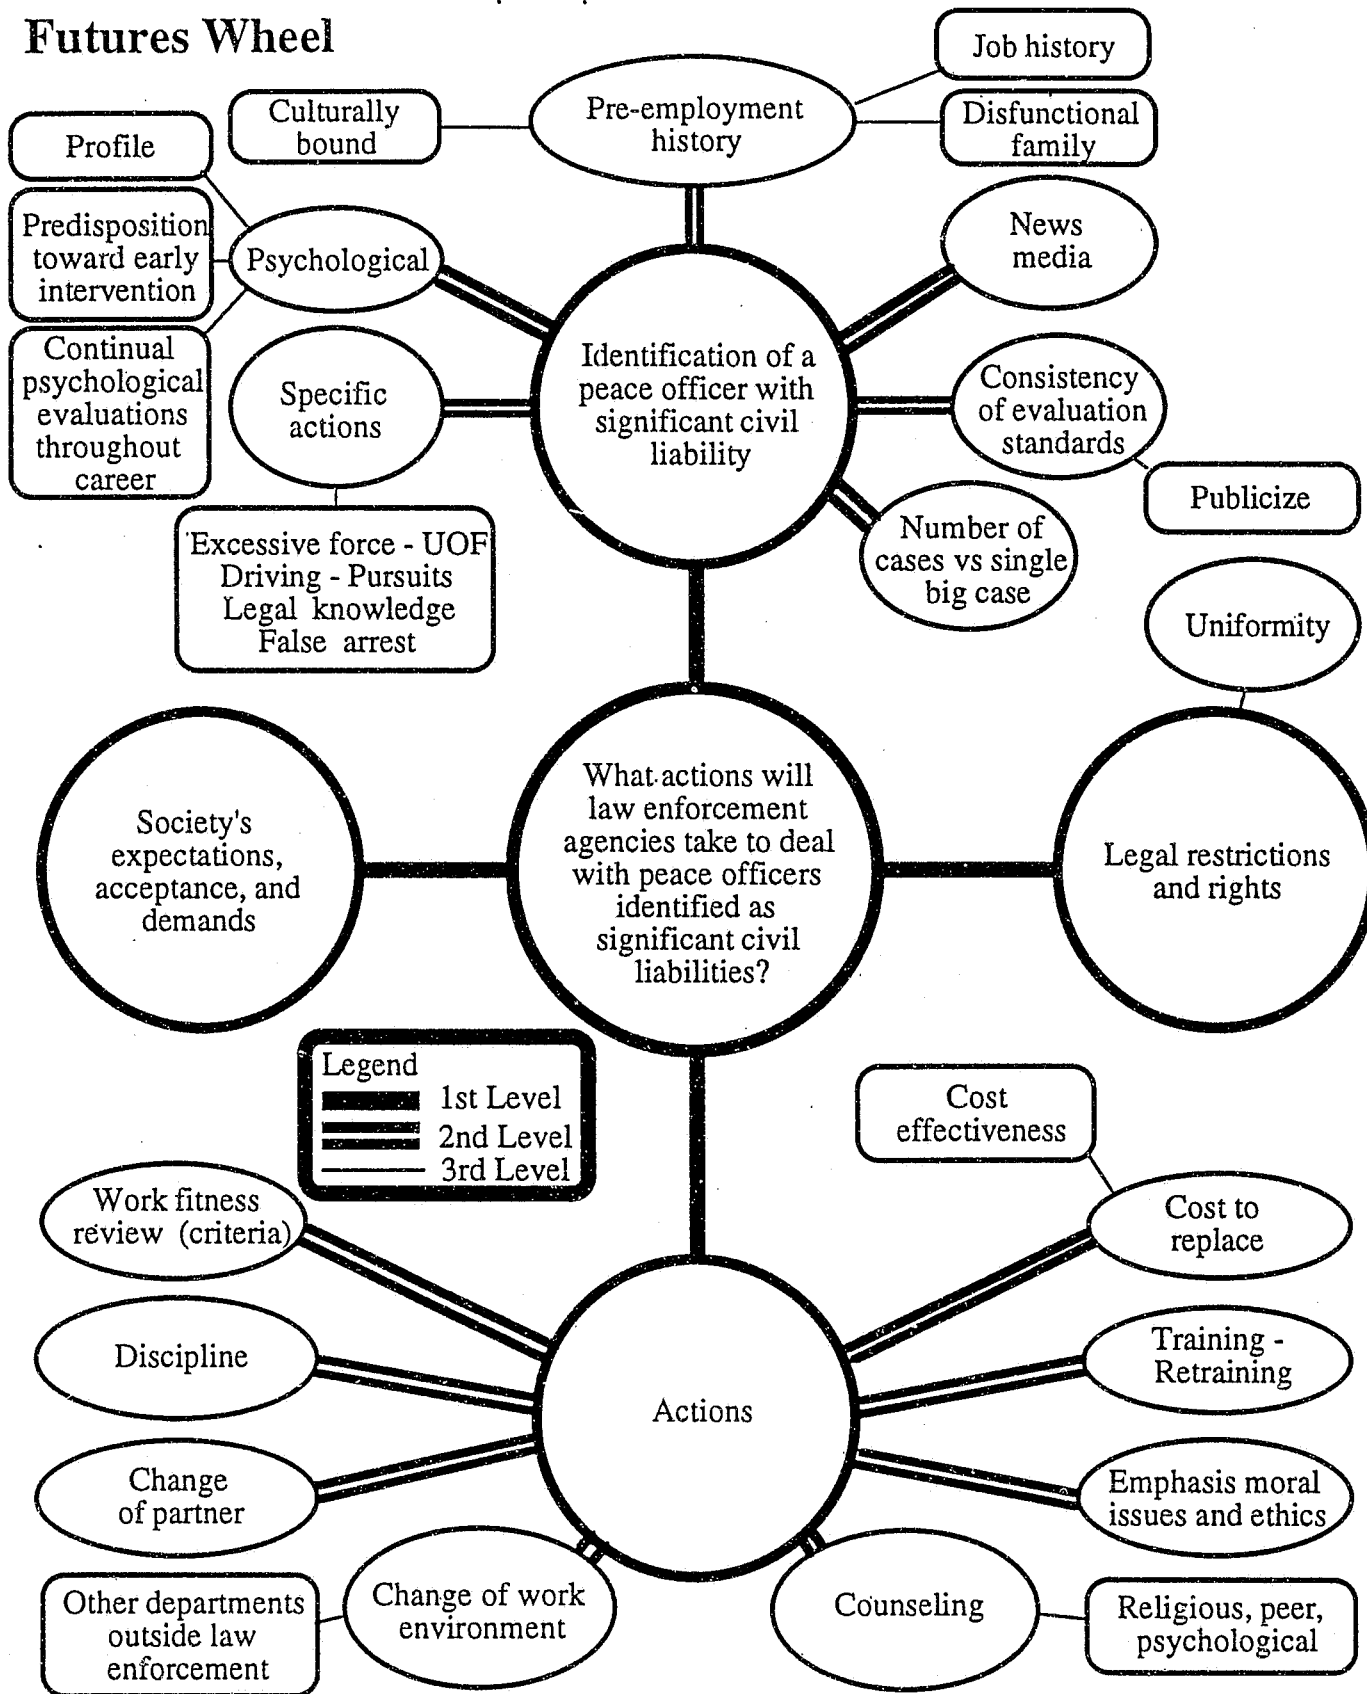 Futures Wheel
Job history
Pre-employment
history
Culturally
bound
Disfunctional
family
Profile
Predisposition
toward early
intervention
Psychological
News
media
Continual
psychological
evaluations
throughout
career
Specific
actions
Identification of a
peace officer with
significant civil
liability
Consistency
of evaluation
standards
Publicize
Excessive force - UOF
Driving - Pursuits
Legal knowledge
False arrest
Number of
cases vs single
big case
Uniformity
Society's
expectations,
acceptance, and
demands
What actions will
law enforcement
agencies take to deal
with peace officers
identified as
significant civil
liabilities?
Legal restrictions
and rights
Legend
1st Level
2nd Level
3rd Level
Cost
effectiveness
Work fitness
review (criteria)
Cost to
replace
Discipline
Training -
Retraining
Actions
Change
of partner
Emphasis moral
issues and ethics
Other departments
outside law
enforcement
Change of work
environment
Counseling
Religious, peer,
psychological